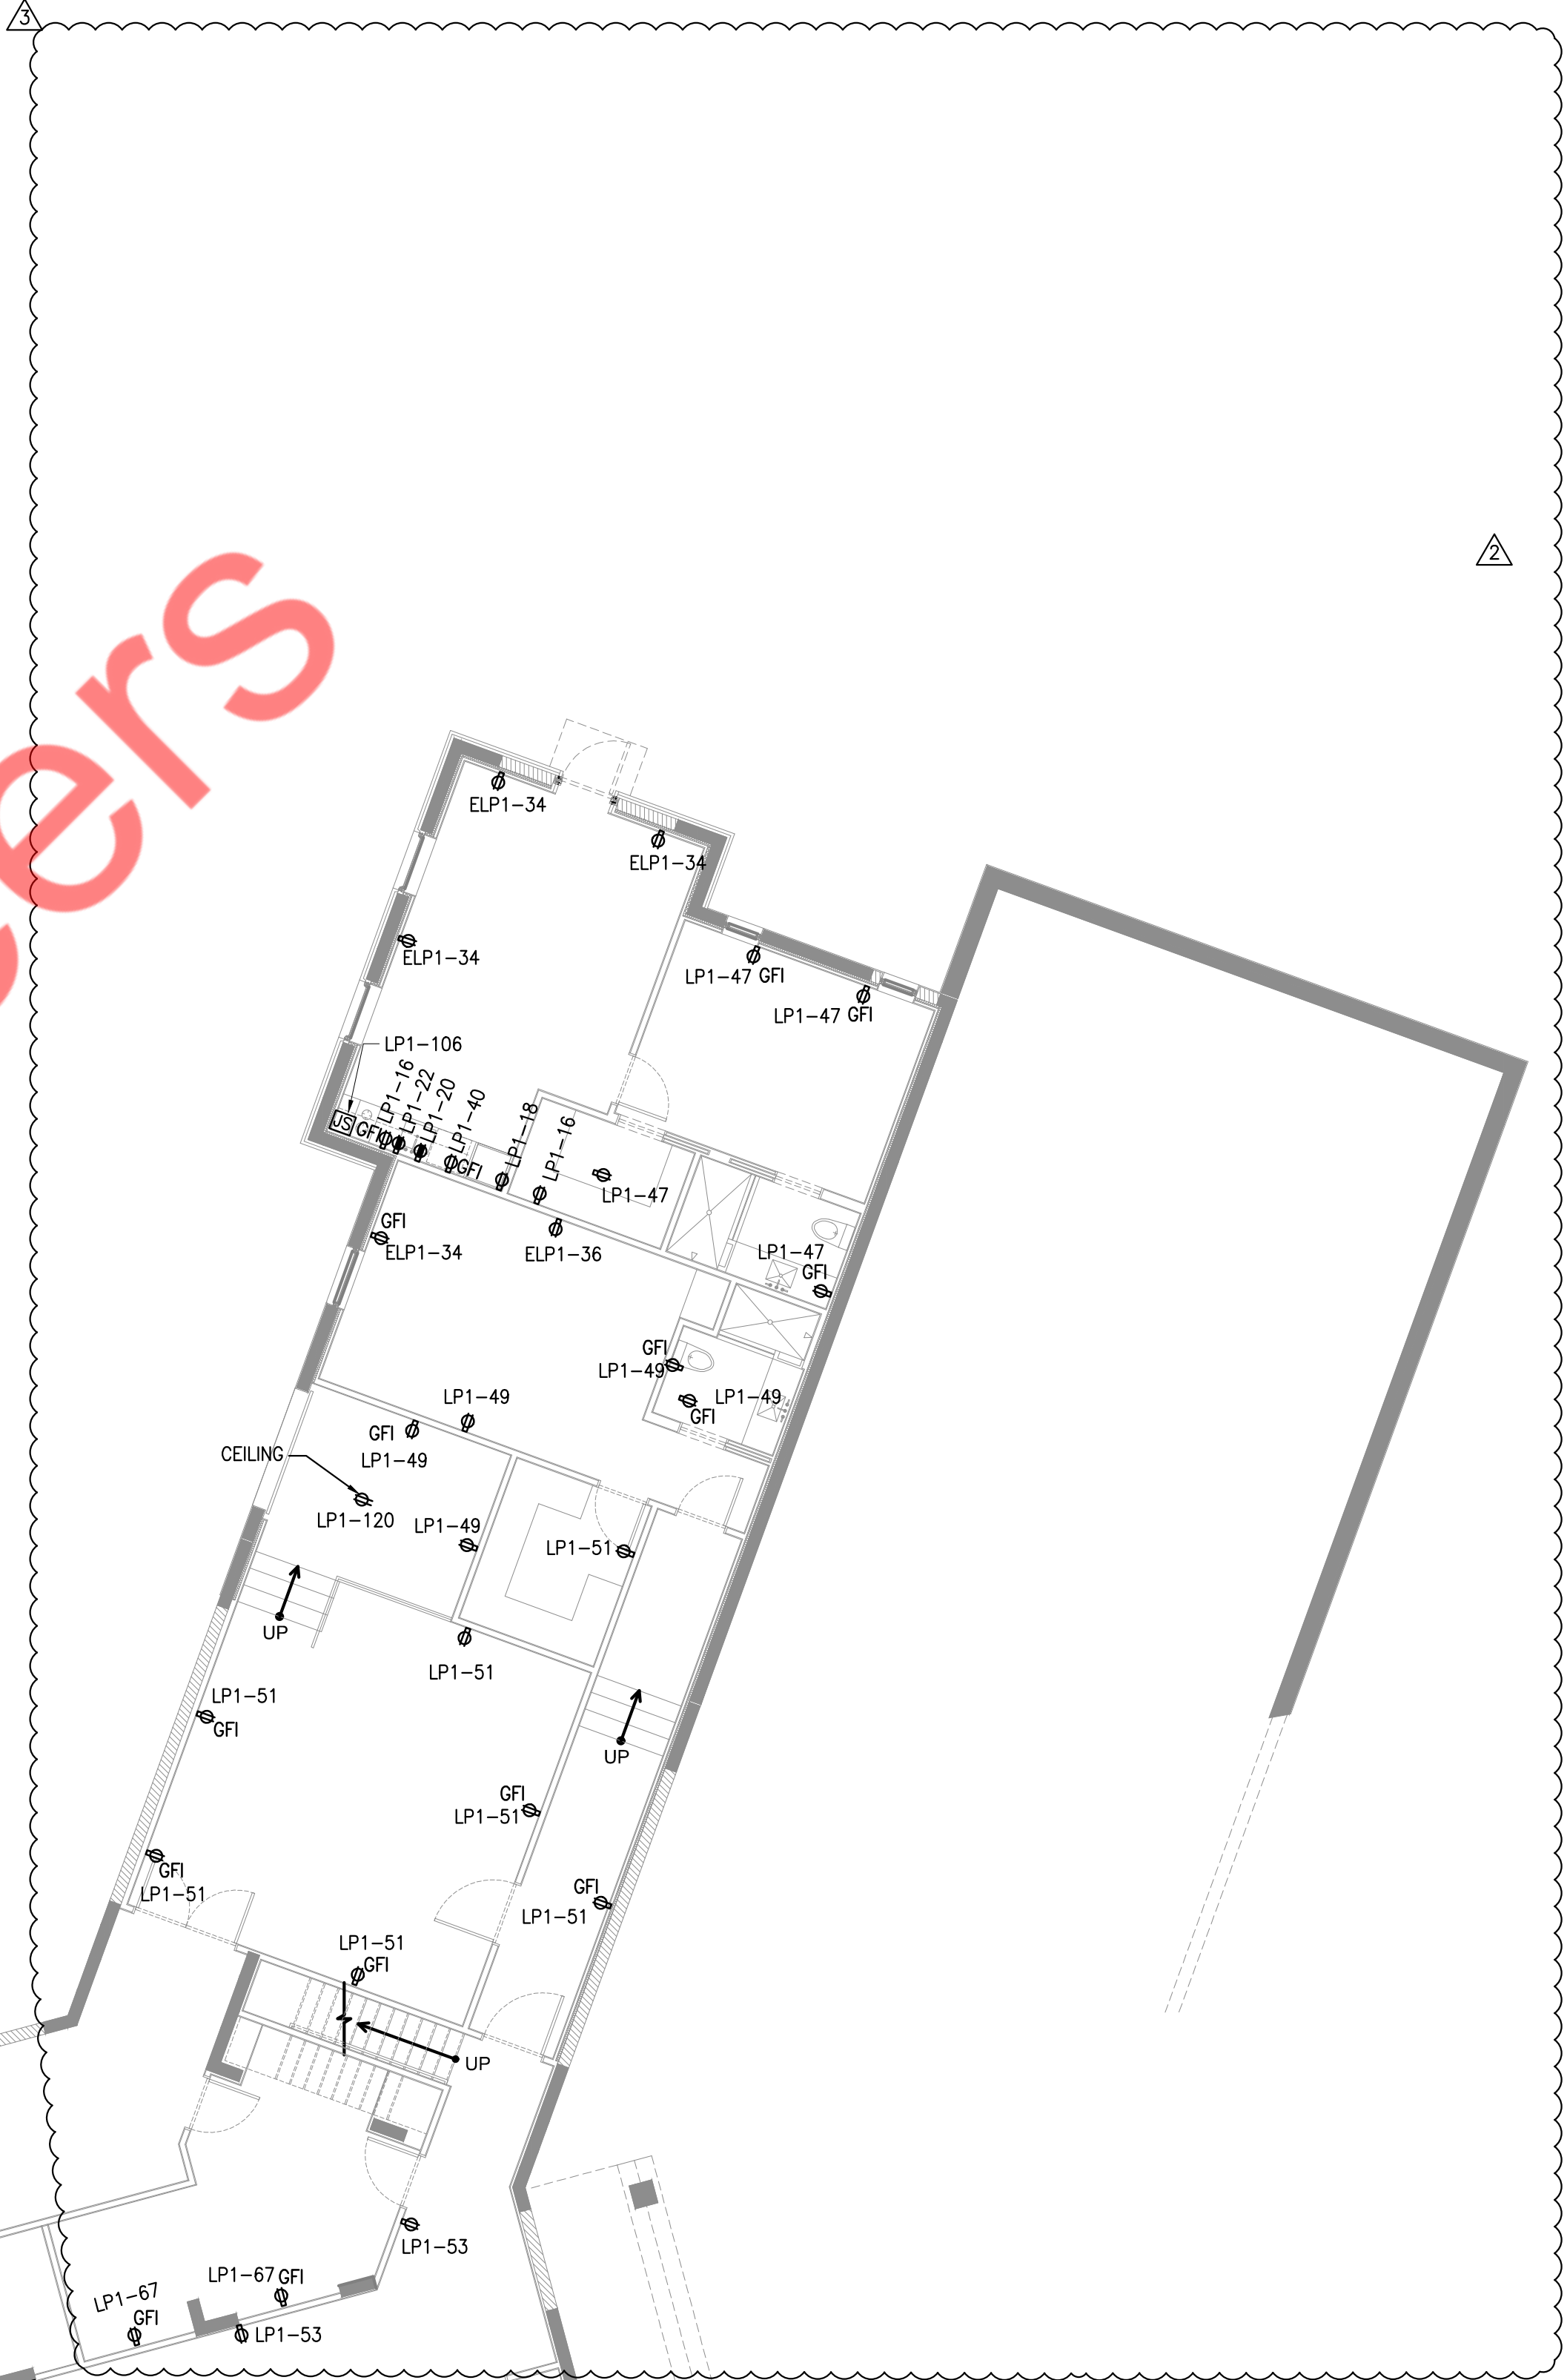 3
2
ers
ELP1-34
ELP1-34
ELP1-34
LP1-47 GFI
LP1-47 GFI
LP1-106
JS
GFI
LP1-16
LP1-22
LP1-20
LP1-40
GFI
LP1-18
LP1-16
LP1-47
GFI
ELP1-34
ELP1-36
LP1-47
GFI
GFI
LP1-49
LP1-49
GFI
LP1-49
GFI
LP1-49
CEILING
LP1-120
LP1-49
LP1-51
UP
LP1-51
LP1-51
GFI
UP
GFI
LP1-51
GFI
LP1-51
GFI
LP1-51
LP1-51
GFI
UP
LP1-53
LP1-67 GFI
LP1-67
GFI
LP1-53